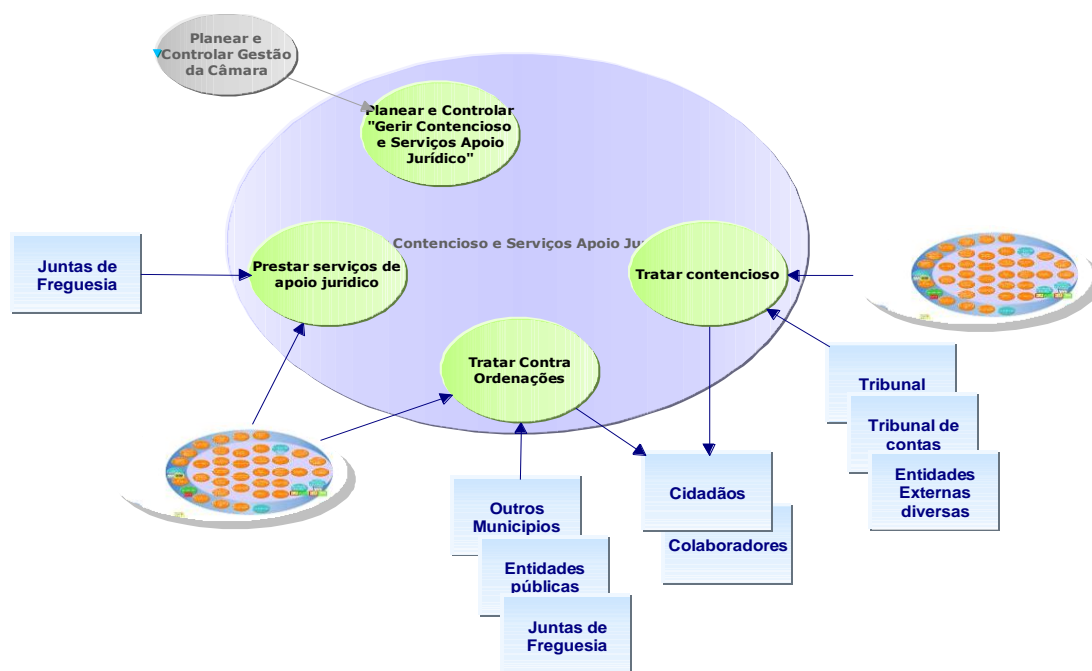 Planear e
Controlar Gestão
da Câmara
Planear e Controlar
"Gerir Contencioso
e Serviços Apoio
Jurídico"
Contencioso e Serviços Apoio
Prestar serviços de
apoio juridico
Tratar contencioso
Juntas de
Freguesia
Tratar Contra
Ordenações
Tribunal
Tribunal de
contas
Entidades
Externas
diversas
Cidadãos
Colaboradores
Outros
Municipios
Entidades
públicas
Juntas de
Freguesia